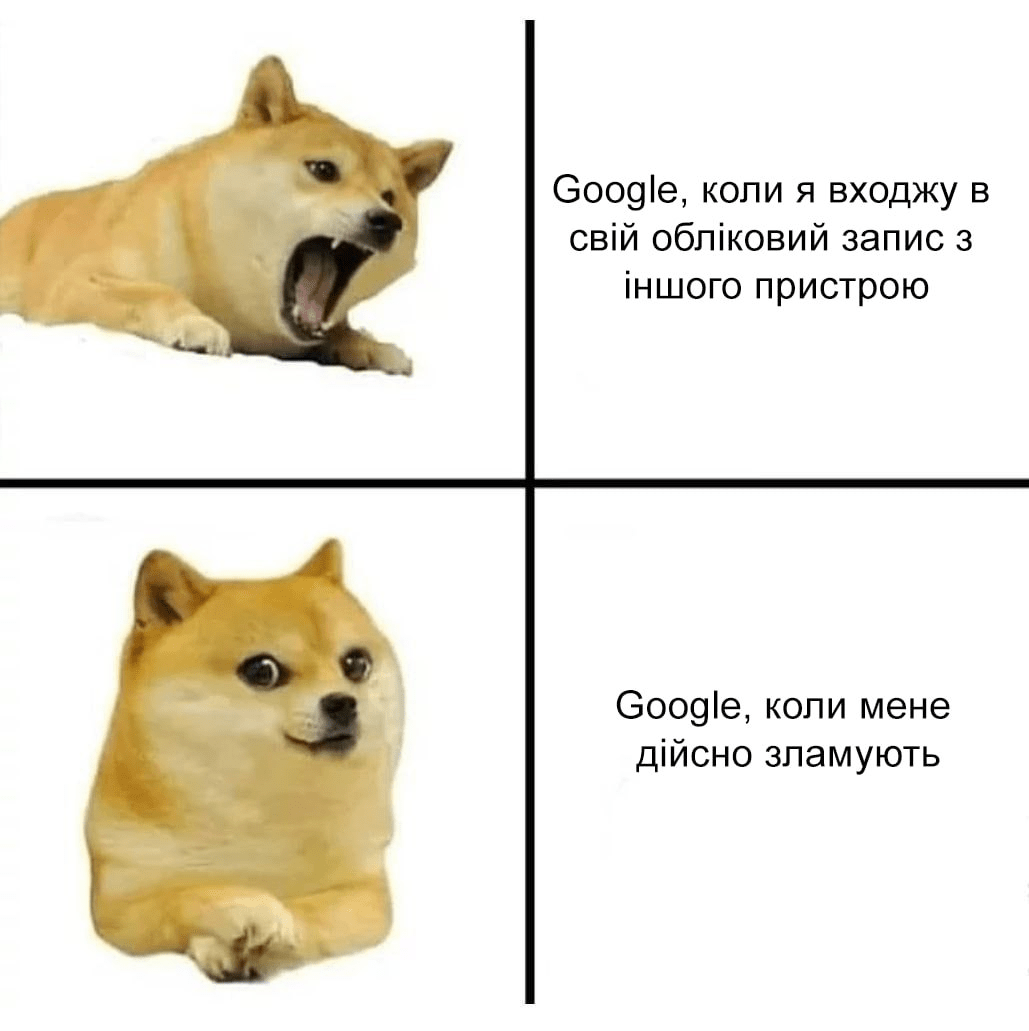 Google, коли я входжу в
свій обліковий запис з
іншого пристрою
Google, коли мене
дійсно зламують